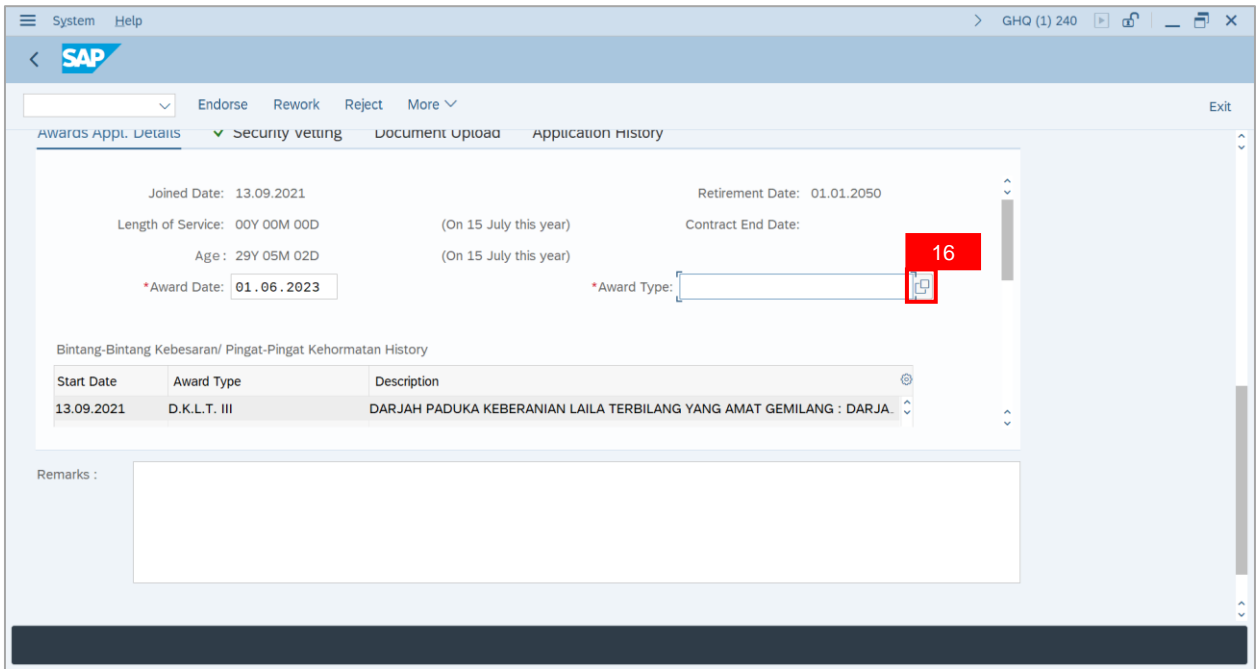 System Help GHQ (1) 240
SAP
Endorse Rework Reject More Exit
Awards Appl. Details Security Vetting Document Upload Application History
Joined Date: 13.09.2021 Retirement Date: 01.01.2050
Length of Service: 00Y 00M 00D (On 15 July this year) Contract End Date:
16
Age: 29Y 05M 02D (On 15 July this year)
*Award Date: 01.06.2023 *Award Type:
Bintang-Bintang Kebesaran/ Pingat-Pingat Kehormatan History
Start Date Award Type Description
13.09.2021 D.K.L.T. III DARJAH PADUKA KEBERANIAN LAILA TERBILANG YANG AMAT GEMILANG : DARJA..
Remarks :